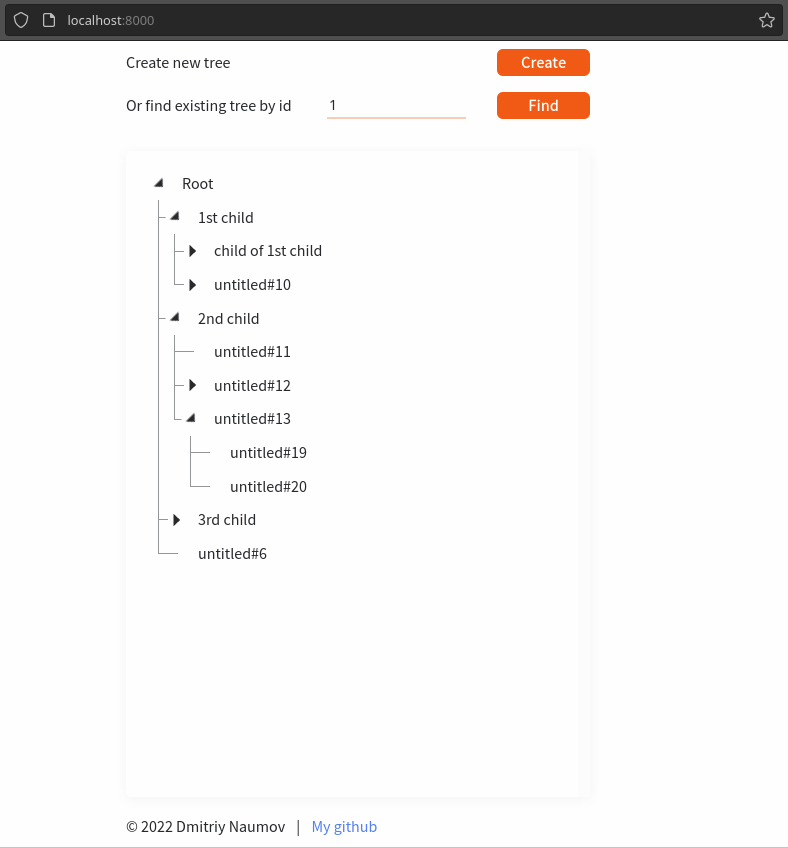 localhost:8000
Create new tree Create
Or find existing tree by id 1 Find
Root
1st child
child of 1st child
untitled#10
2nd child
untitled#11
untitled#12
untitled#13
untitled#19
untitled#20
3rd child
untitled#6
© 2022 Dmitriy Naumov | My github